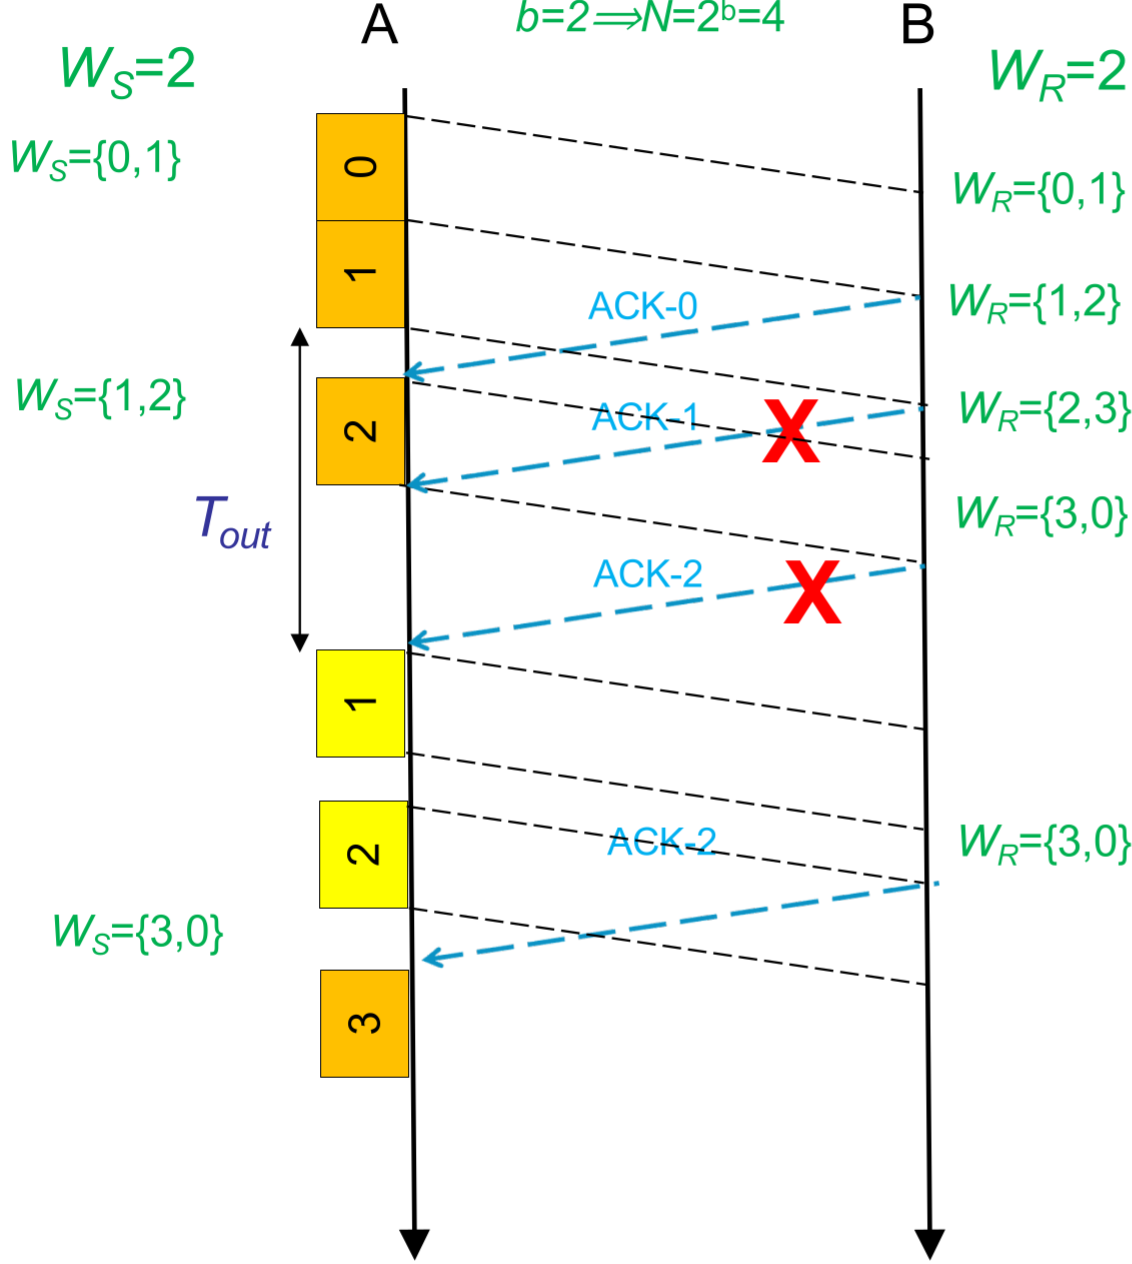 A
b=2⟹N=2ᵇ=4
B
W_S=2
W_R=2
W_S={0,1}
0
W_R={0,1}
1
ACK-0
W_R={1,2}
W_S={1,2}
2
ACK-1
X
W_R={2,3}
T_out
W_R={3,0}
ACK-2
X
1
2
ACK-2
W_R={3,0}
W_S={3,0}
3